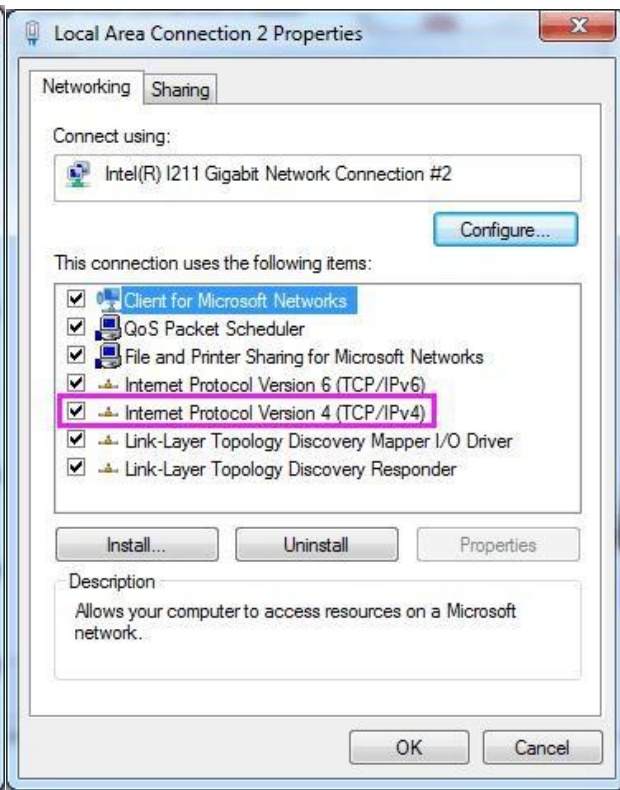 Local Area Connection 2 Properties
Networking
Sharing
Connect using:
Intel(R) I211 Gigabit Network Connection #2
Configure...
This connection uses the following items:
Client for Microsoft Networks
QoS Packet Scheduler
File and Printer Sharing for Microsoft Networks
Internet Protocol Version 6 (TCP/IPv6)
Internet Protocol Version 4 (TCP/IPv4)
Link-Layer Topology Discovery Mapper I/O Driver
Link-Layer Topology Discovery Responder
Install...
Uninstall
Properties
Description
Allows your computer to access resources on a Microsoft
network.
OK
Cancel